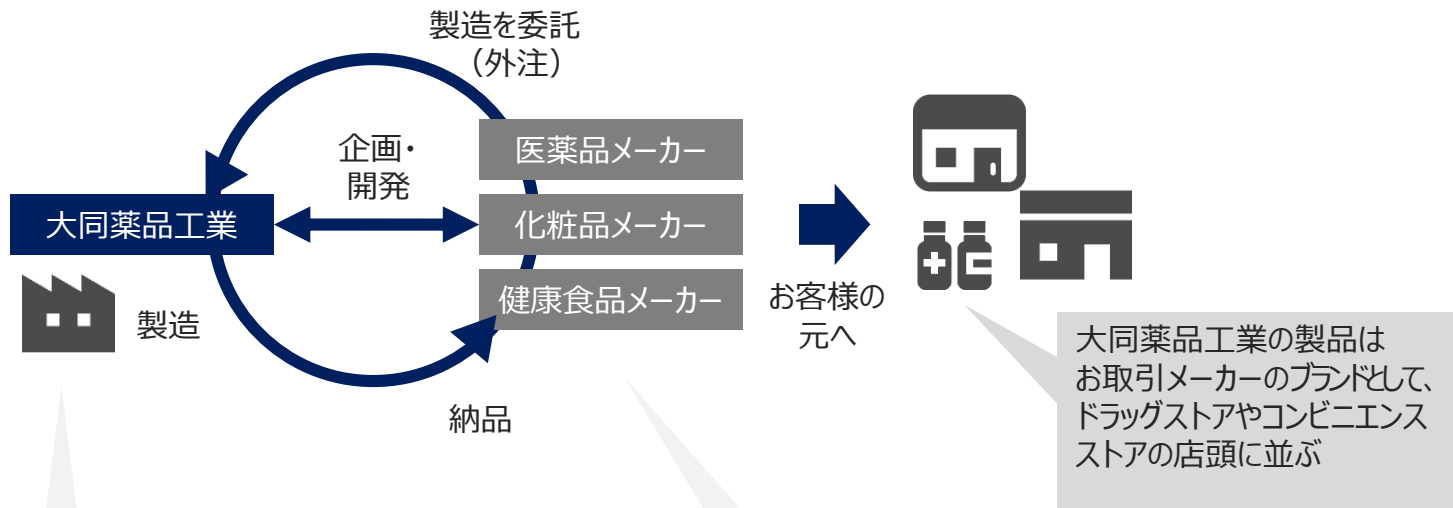 製造を委託
（外注）
企画・
開発
医薬品メーカー
大同薬品工業
化粧品メーカー
健康食品メーカー
製造
納品
お客様の
元へ
大同薬品工業の製品は
お取引メーカーのブランドとして、
ドラッグストアやコンビニエンス
ストアの店頭に並ぶ